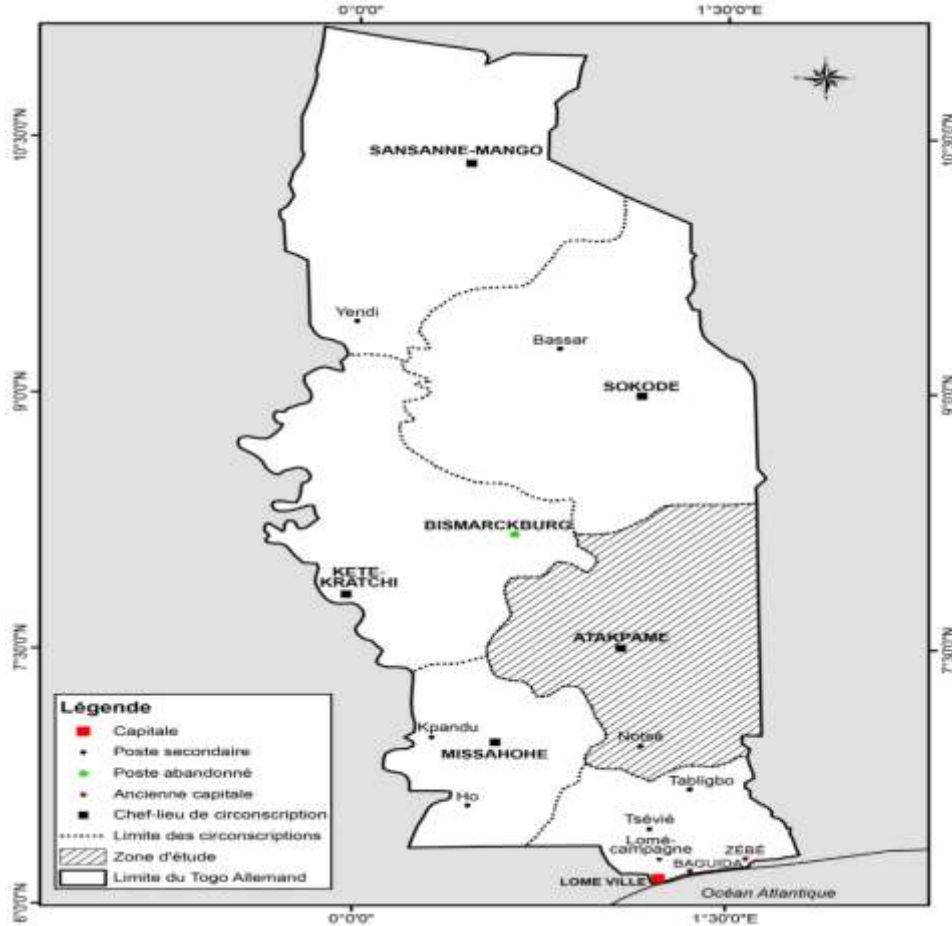 0°0'0"
1°30'0"E
10°30'0"N
10°30'0"N
SANSANNE-MANGO
Yendi
Bassar
9°0'0"N
9°0'0"N
SOKODE
BISMARCKBURG
KETE-
KRATCHI
ATAKPAME
7°30'0"N
7°30'0"N
Légende
Capitale
Poste secondaire
Poste abandonné
Ancienne capitale
Chef-lieu de circonscription
Limite des circonscriptions
Zone d'étude
Limite du Togo Allemand
Kpandu
MISSAHOHE
Notsé
Ho
Tabligbo
Tsévié
Lomé-
campagne
ZÉBÉ
BAGUIDA
LOME VILLE
Océan Atlantique
6°0'0"N
0°0'0"
1°30'0"E